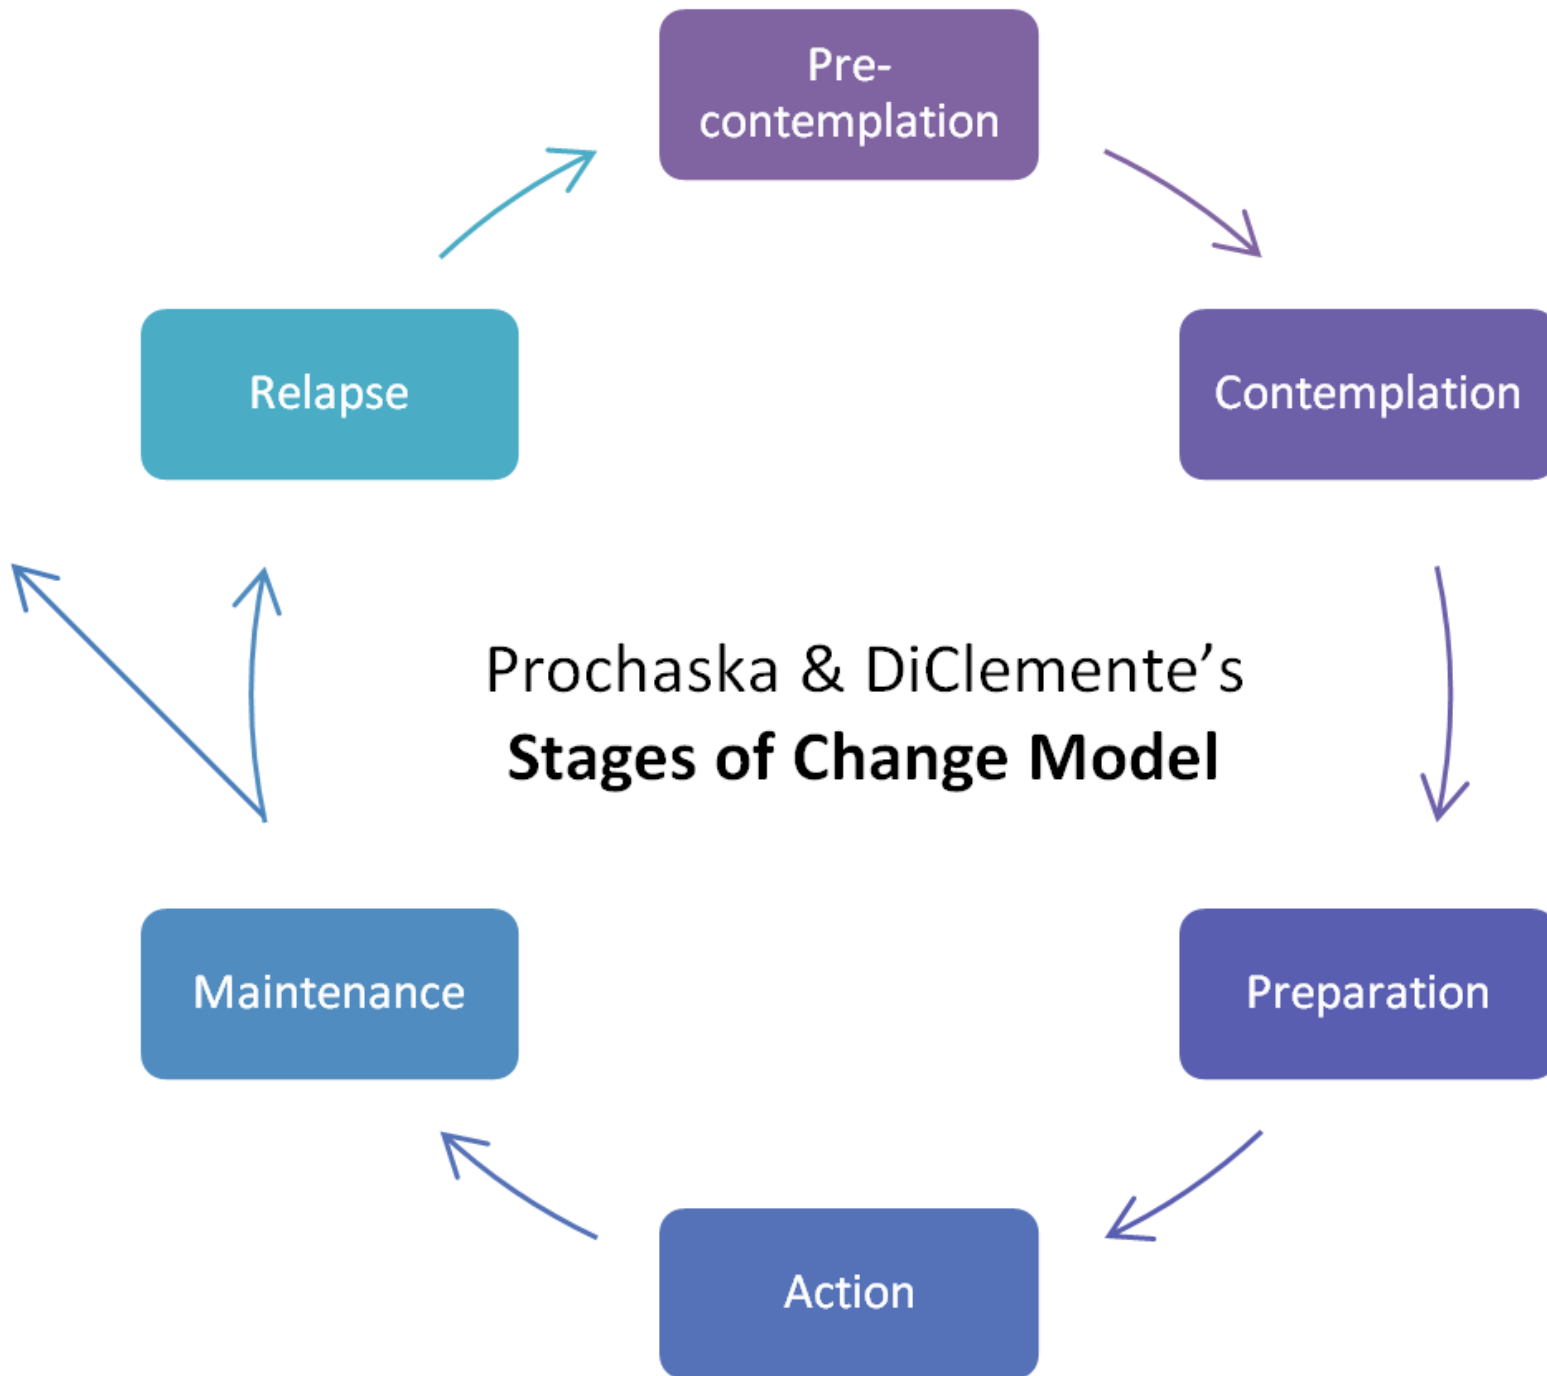 Pre-
contemplation
Contemplation
Preparation
Action
Maintenance
Relapse
Prochaska & DiClemente’s
Stages of Change Model